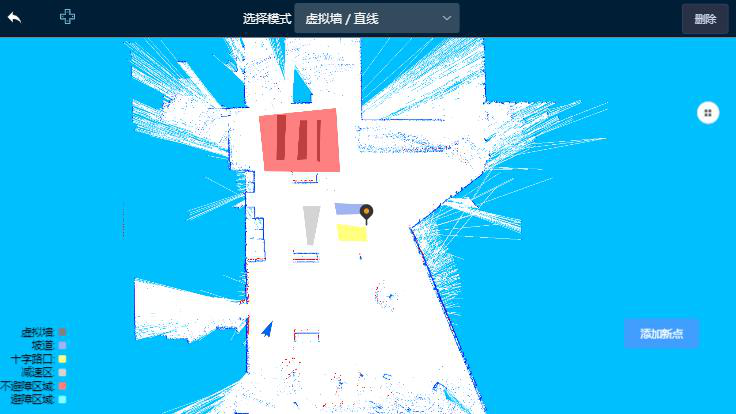 选择模式 虚拟墙 / 直线 删除
添加新点
虚拟墙:
坡道:
十字路口:
减速区:
不避障区域:
避障区域: